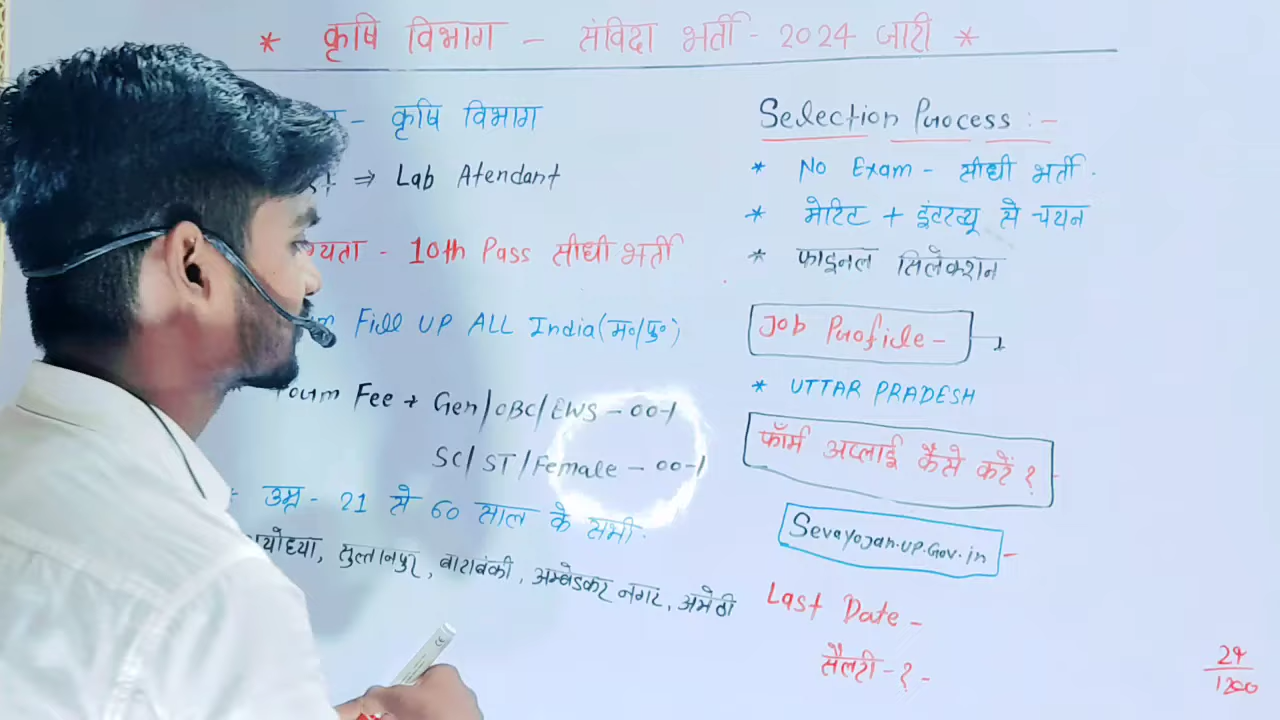 * कृषि विभाग - संविदा भर्ती - 2024 जारी *
- कृषि विभाग
⇒ Lab Atendant
- 10th Pass सीधी भर्ती
Fill UP ALL India (म०/पु०)
Fee → Gen/OBC/EWS - 00-/
SC/ST/Female - 00-/
उम्र - 21 से 60 साल के सभी.
सुल्तानपुर, बाराबंकी, अम्बेडकर नगर, अमेठी
Selection Process :-
* No Exam - सीधी भर्ती.
* मेरिट + इंटरव्यू से चयन
* फाइनल सिलेक्शन
Job Profile -
* UTTAR PRADESH
फॉर्म अप्लाई कैसे करें ?
Sevayojan.UP.Gov.in -
Last Date -
सैलरी - ? -